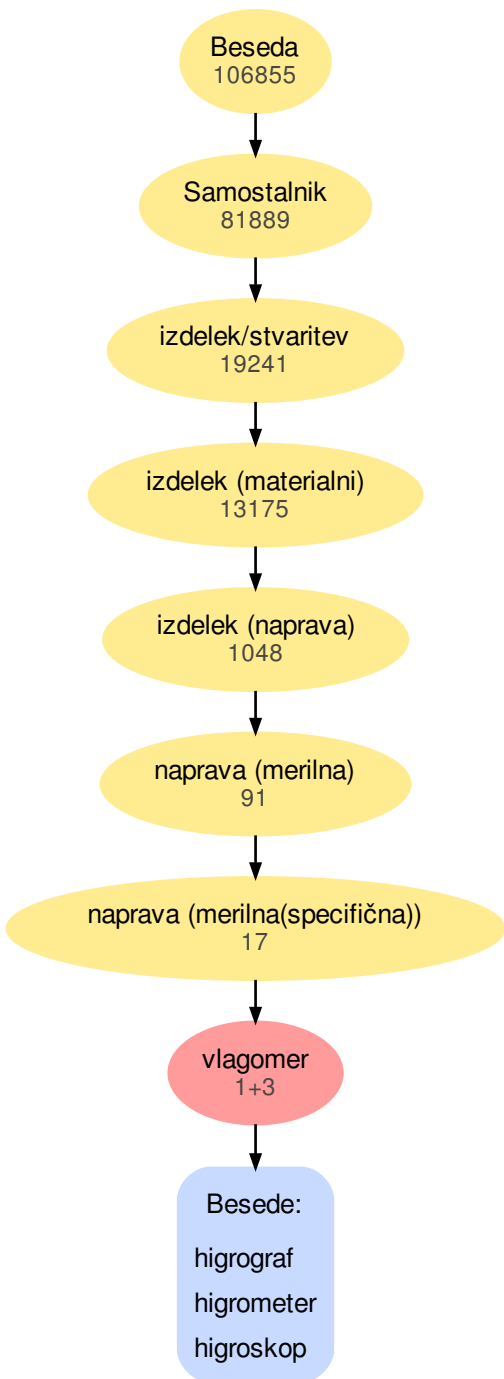 Beseda
106855
Samostalnik
81889
izdelek/stvaritev
19241
izdelek (materialni)
13175
izdelek (naprava)
1048
naprava (merilna)
91
naprava (merilna(specifična))
17
vlagomer
1+3
Besede:
higrograf
higrometer
higroskop